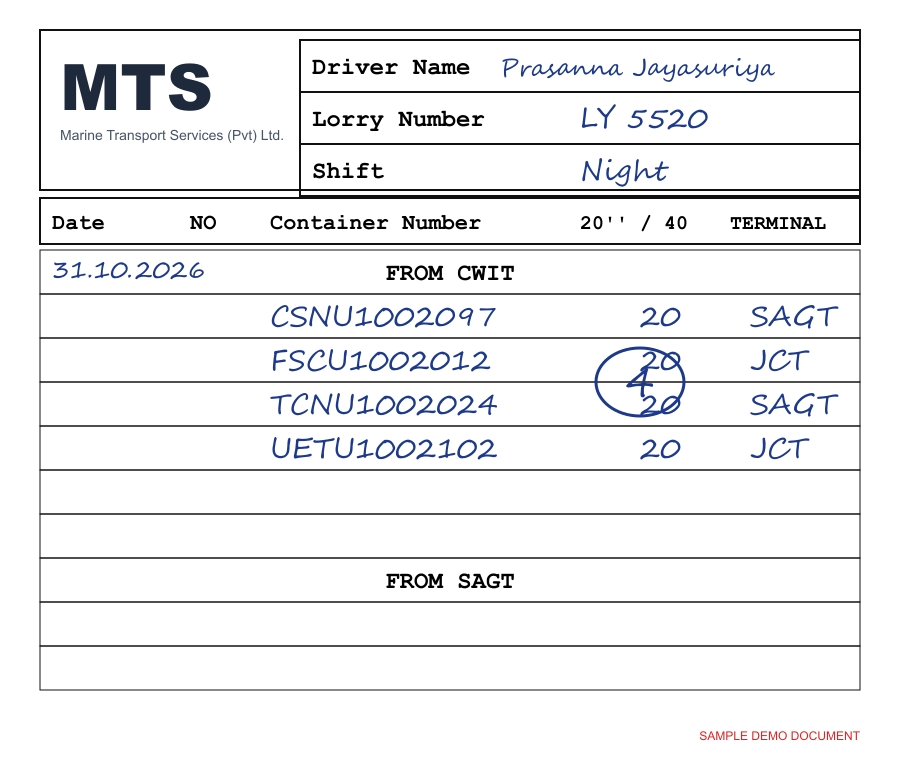 MTS
Marine Transport Services (Pvt) Ltd.
Driver Name Prasanna Jayasuriya
Lorry Number LY 5520
Shift Night
Date NO Container Number 20'' / 40 TERMINAL
31.10.2026 FROM CWIT
CSNU1002097 20 SAGT
FSCU1002012 20 JCT
4
TCNU1002024 20 SAGT
UETU1002102 20 JCT
FROM SAGT
SAMPLE DEMO DOCUMENT